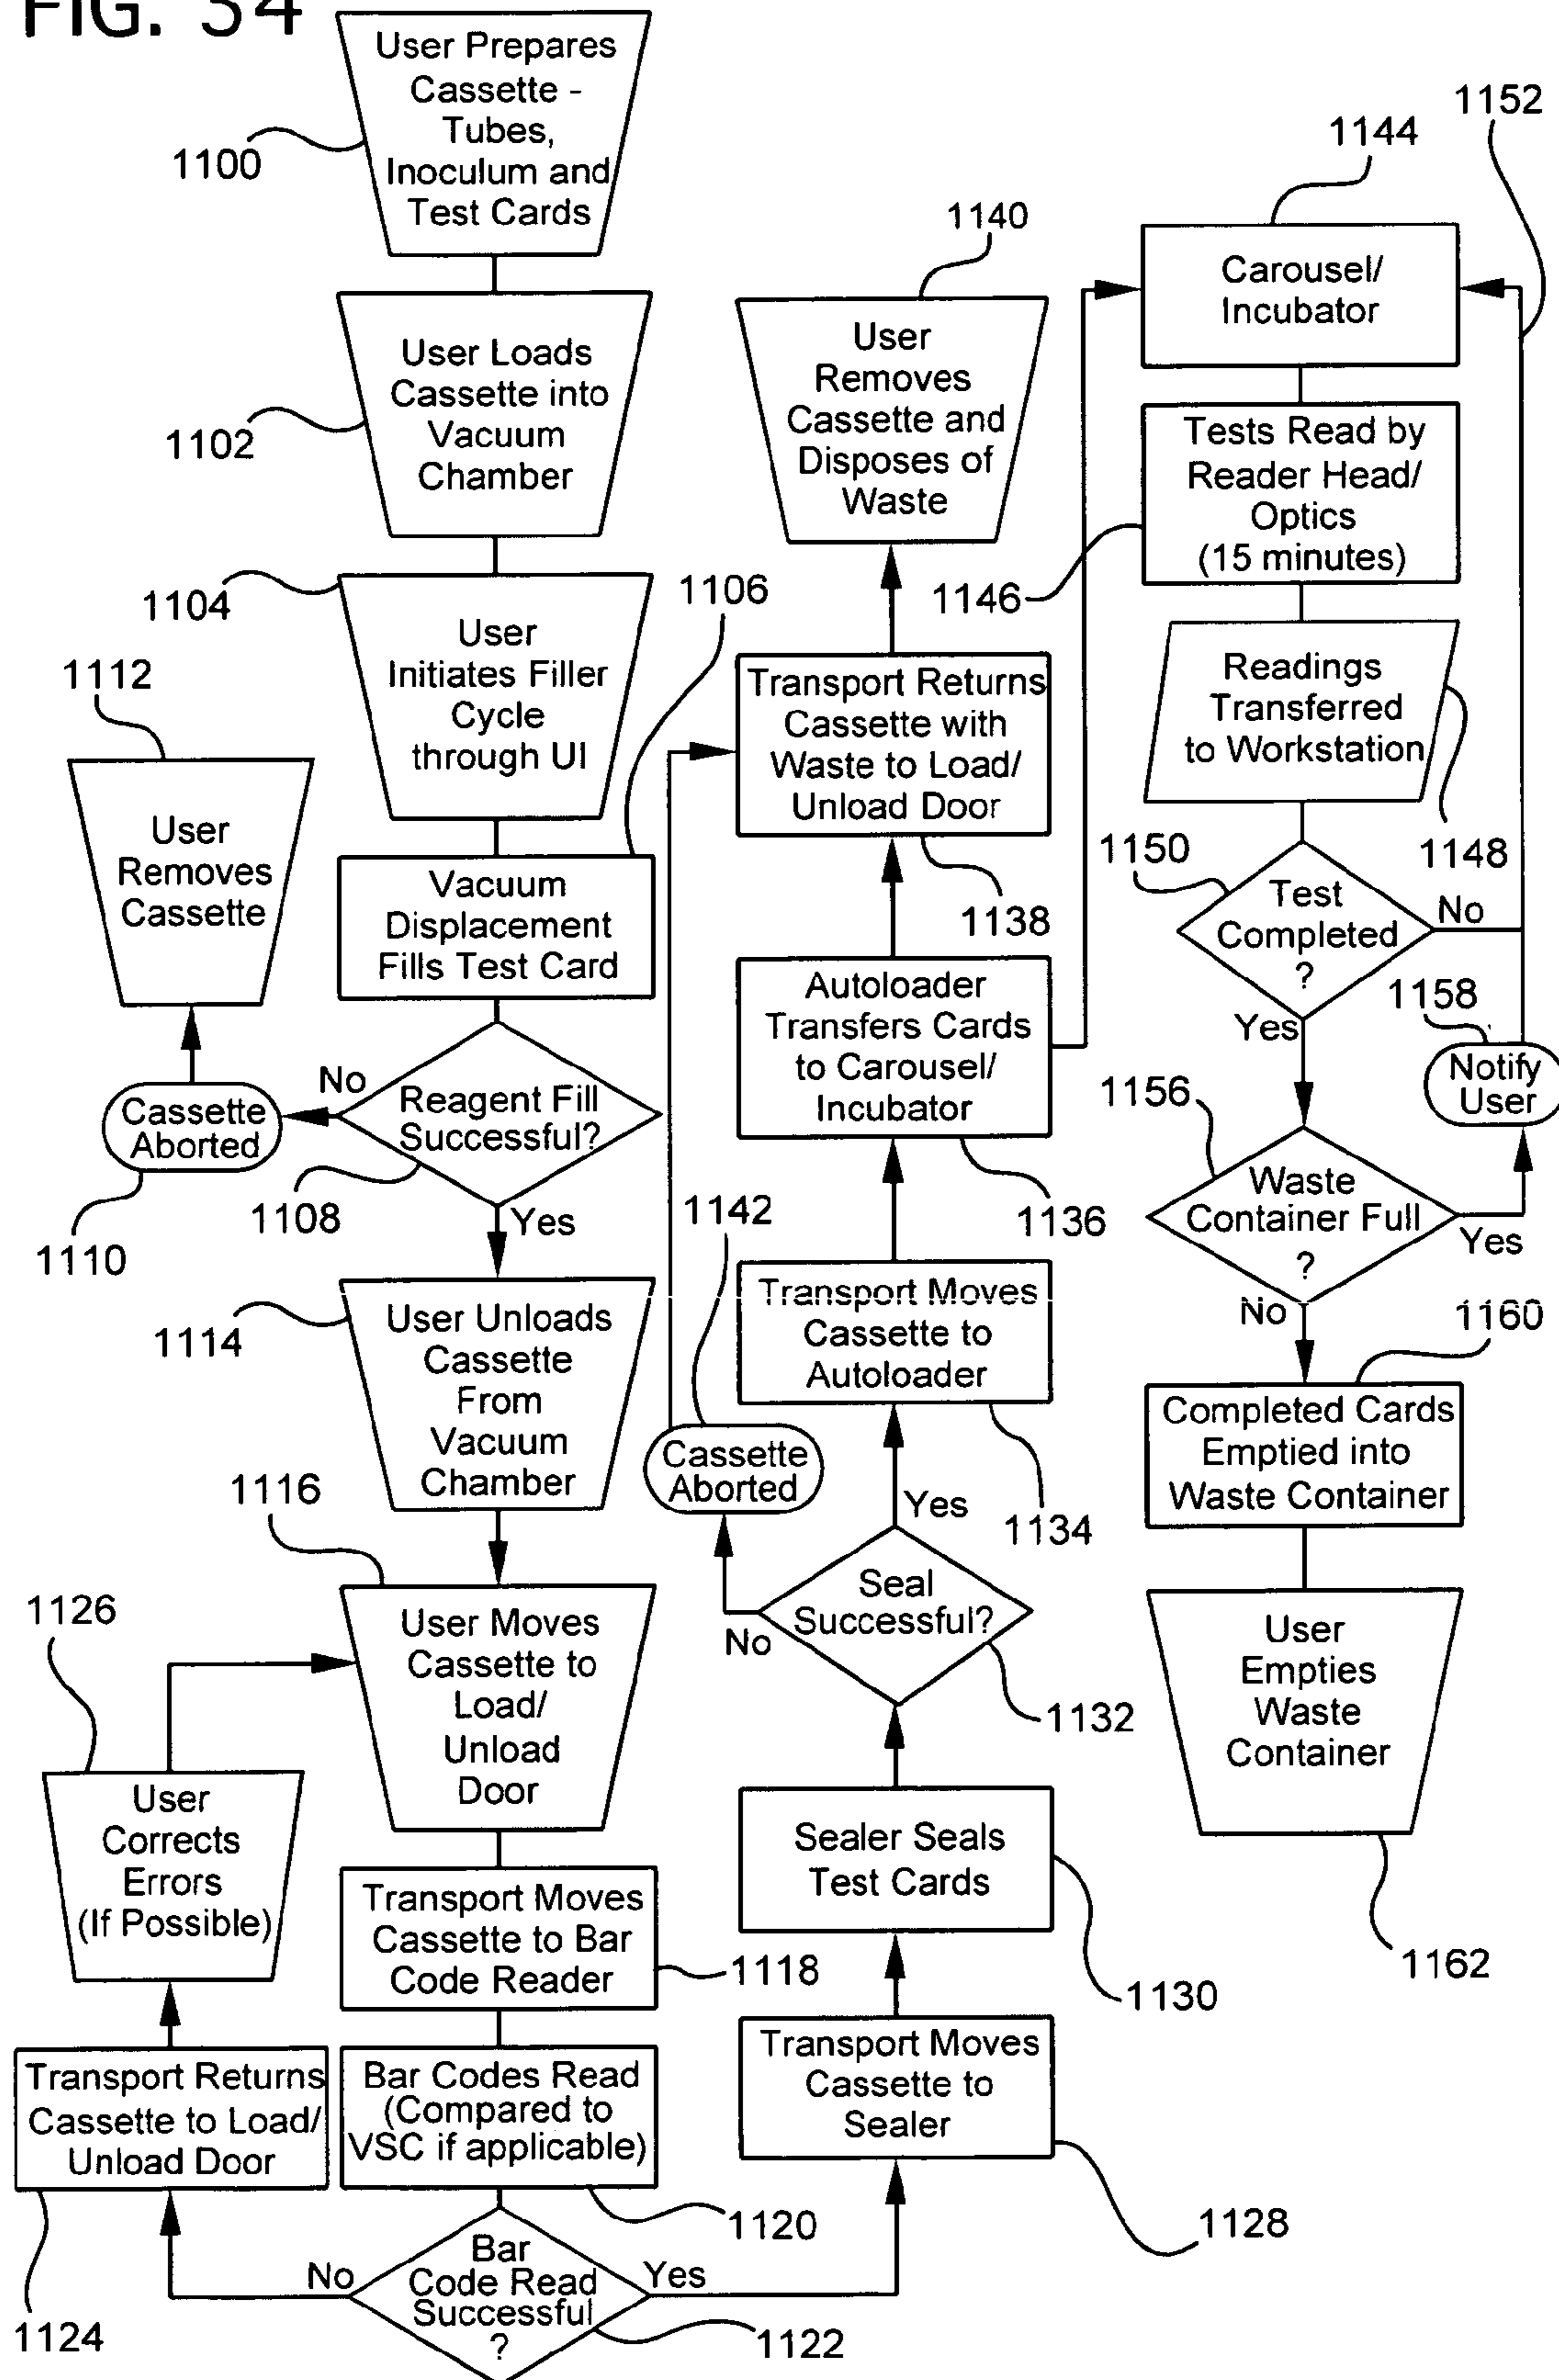 FIG. 34
User Prepares
Cassette -
Tubes,
Inoculum and
Test Cards
1100
User Loads
Cassette into
Vacuum
Chamber
1102
1104
User
Initiates Filler
Cycle
through UI
1106
Vacuum
Displacement
Fills Test Card
1112
User
Removes
Cassette
No
Cassette
Aborted
1110
Reagent Fill
Successful?
1108
Yes
1114
User Unloads
Cassette
From
Vacuum
Chamber
1116
User Moves
Cassette to
Load/
Unload
Door
1126
User
Corrects
Errors
(If Possible)
Transport Moves
Cassette to Bar
Code Reader
1118
Transport Returns
Cassette to Load/
Unload Door
1124
Bar Codes Read
(Compared to
VSC if applicable)
1120
No
Bar
Code Read
Successful
?
Yes
1122
1140
User
Removes
Cassette and
Disposes of
Waste
Transport Returns
Cassette with
Waste to Load/
Unload Door
1138
Autoloader
Transfers Cards
to Carousel/
Incubator
1136
1142
Transport Moves
Cassette to
Autoloader
1134
Cassette
Aborted
Yes
Seal
Successful?
No
1132
Sealer Seals
Test Cards
1130
Transport Moves
Cassette to
Sealer
1128
1152
1144
Carousel/
Incubator
Tests Read by
Reader Head/
Optics
(15 minutes)
1146
Readings
Transferred
to Workstation
1148
1150
Test
Completed
?
No
Yes
1158
Notify
User
1156
Waste
Container Full
?
Yes
No
1160
Completed Cards
Emptied into
Waste Container
User
Empties
Waste
Container
1162